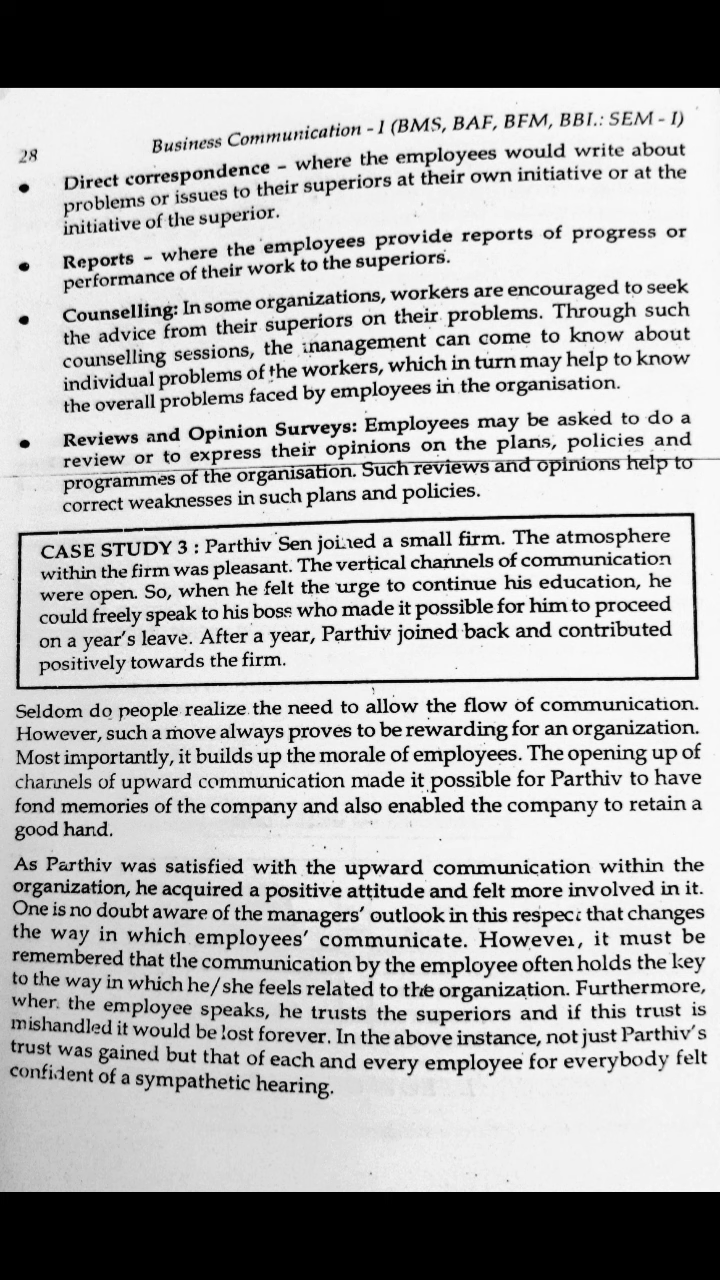 28
Business Communication - I (BMS, BAF, BFM, BBI.: SEM - I)
• Direct correspondence – where the employees would write about
problems or issues to their superiors at their own initiative or at the
initiative of the superior.
• Reports – where the employees provide reports of progress or
performance of their work to the superiors.
• Counselling: In some organizations, workers are encouraged to seek
the advice from their superiors on their problems. Through such
counselling sessions, the management can come to know about
individual problems of the workers, which in turn may help to know
the overall problems faced by employees in the organisation.
• Reviews and Opinion Surveys: Employees may be asked to do a
review or to express their opinions on the plans, policies and
programmes of the organisation. Such reviews and opinions help to
correct weaknesses in such plans and policies.
CASE STUDY 3 : Parthiv Sen joined a small firm. The atmosphere
within the firm was pleasant. The vertical channels of communication
were open. So, when he felt the urge to continue his education, he
could freely speak to his boss who made it possible for him to proceed
on a year's leave. After a year, Parthiv joined back and contributed
positively towards the firm.
Seldom do people realize the need to allow the flow of communication.
However, such a move always proves to be rewarding for an organization.
Most importantly, it builds up the morale of employees. The opening up of
channels of upward communication made it possible for Parthiv to have
fond memories of the company and also enabled the company to retain a
good hand.
As Parthiv was satisfied with the upward communication within the
organization, he acquired a positive attitude and felt more involved in it.
One is no doubt aware of the managers' outlook in this respect that changes
the way in which employees' communicate. However, it must be
remembered that the communication by the employee often holds the key
to the way in which he/she feels related to the organization. Furthermore,
when the employee speaks, he trusts the superiors and if this trust is
mishandled it would be lost forever. In the above instance, not just Parthiv's
trust was gained but that of each and every employee for everybody felt
confident of a sympathetic hearing.